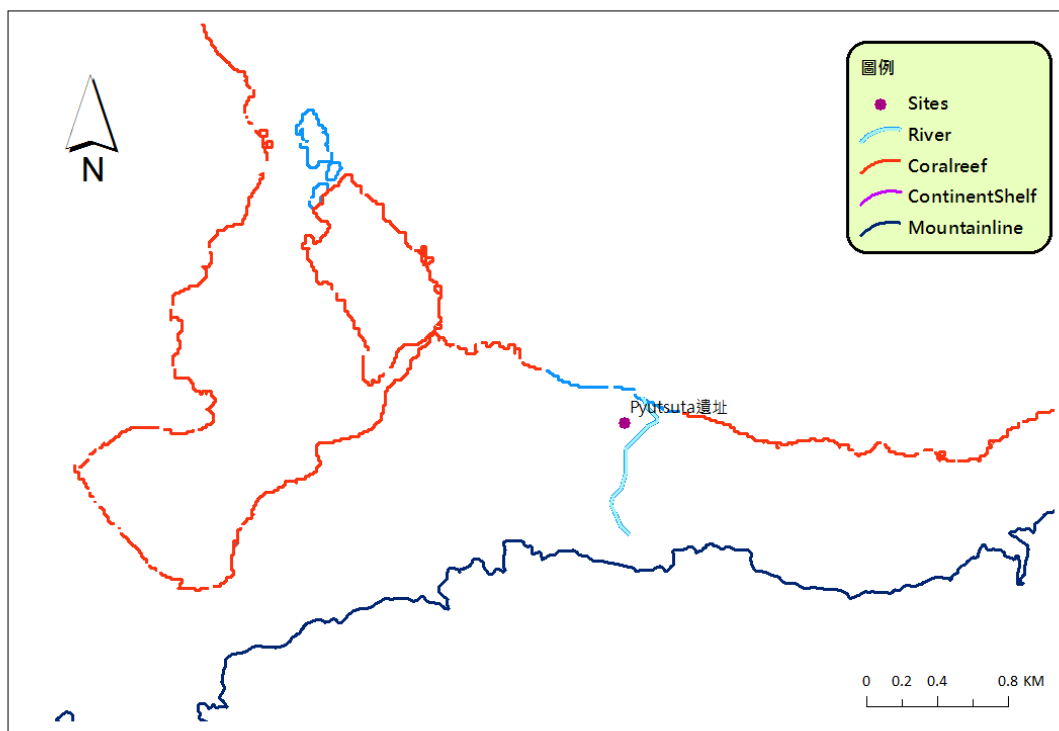 N
圖例
Sites
River
Coralreef
ContinentShelf
Mountainline
Pyutsuta遺址
0 0.2 0.4 0.8 KM